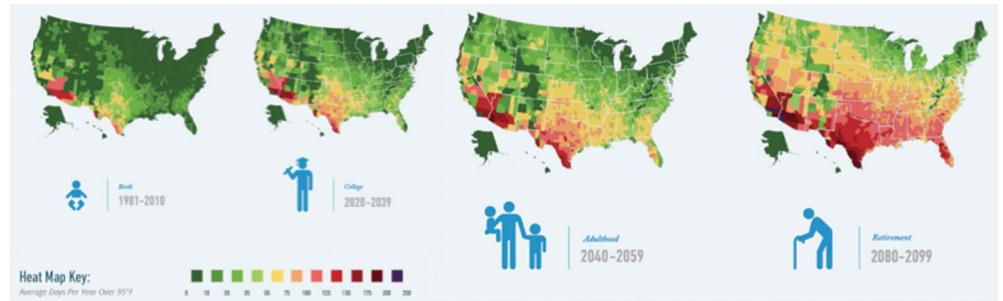 Birth
1981-2010
College
2020-2039
Adulthood
2040-2059
Retirement
2080-2099
Heat Map Key:
Average Days Per Year Over 95°F
0 10 20 30 50 75 100 125 150 175 200 250